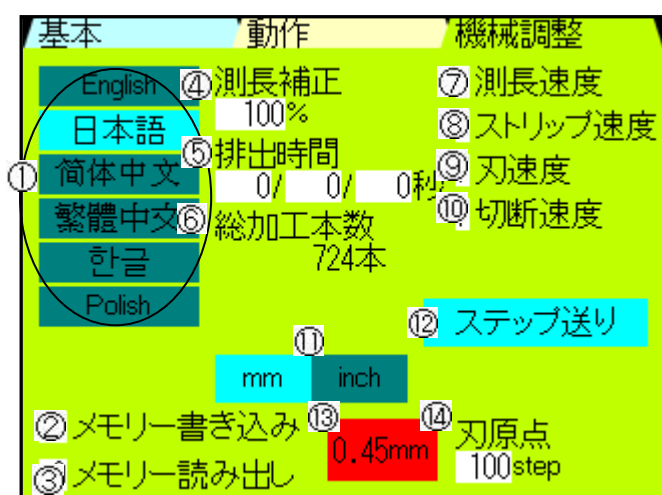 基本 動作 機械調整
English
日本語
①简体中文
繁體中文
한글
Polish
④測長補正
100%
⑤排出時間
0/ 0/ 0秒
⑥総加工本数
724本
⑦測長速度
⑧ストリップ速度
⑨刃速度
⑩切断速度
⑫ステップ送り
⑪
mm inch
②メモリー書き込み
③メモリー読み出し
⑬0.45mm
⑭刃原点
100step